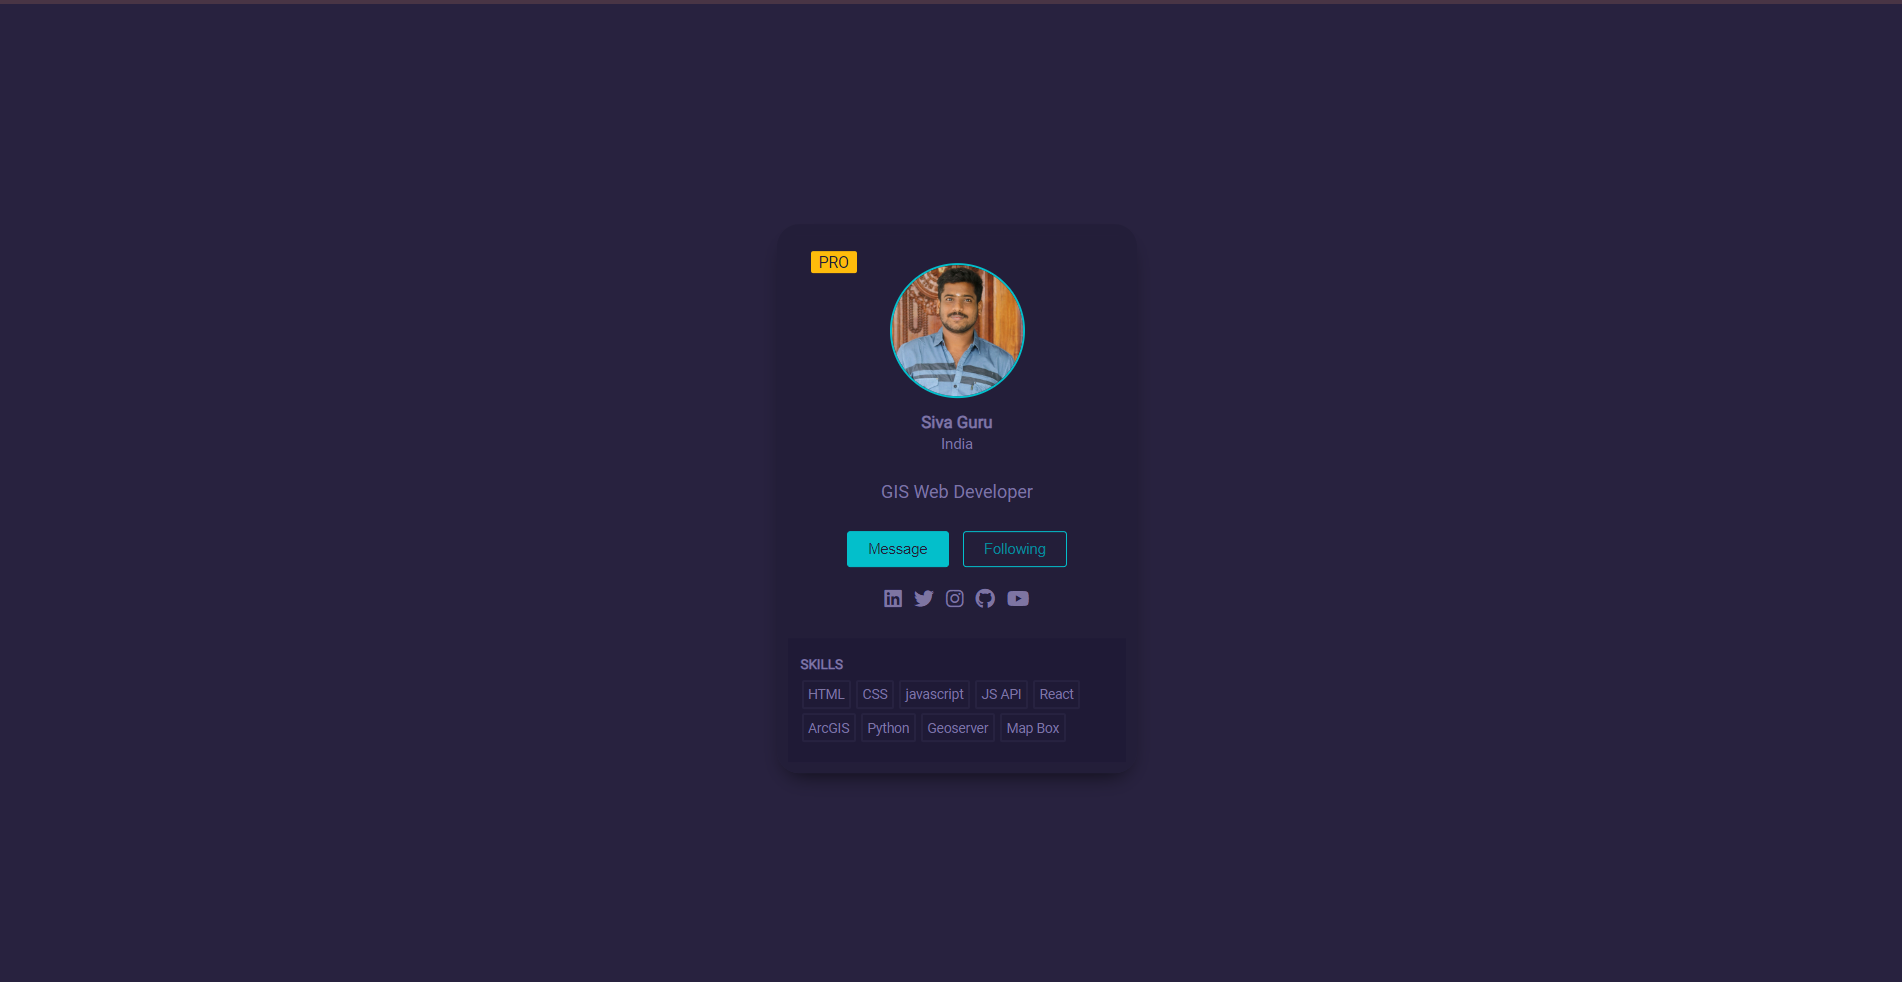 PRO
Siva Guru
India
GIS Web Developer
Message Following
SKILLS
HTML CSS javascript JS API React
ArcGIS Python Geoserver Map Box